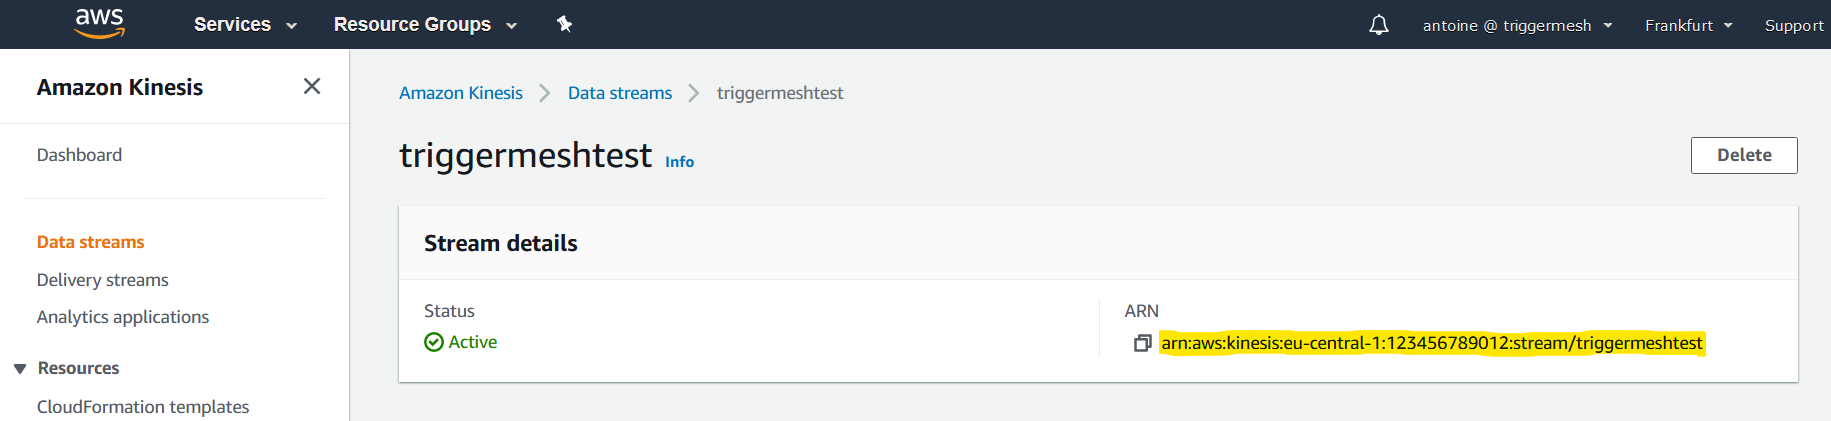 aws Services Resource Groups antoine @ triggermesh Frankfurt Support
Amazon Kinesis
Dashboard
Data streams
Delivery streams
Analytics applications
Resources
CloudFormation templates
Amazon Kinesis Data streams triggermeshtest
triggermeshtest Info
Delete
Stream details
Status
Active
ARN
arn:aws:kinesis:eu-central-1:123456789012:stream/triggermeshtest